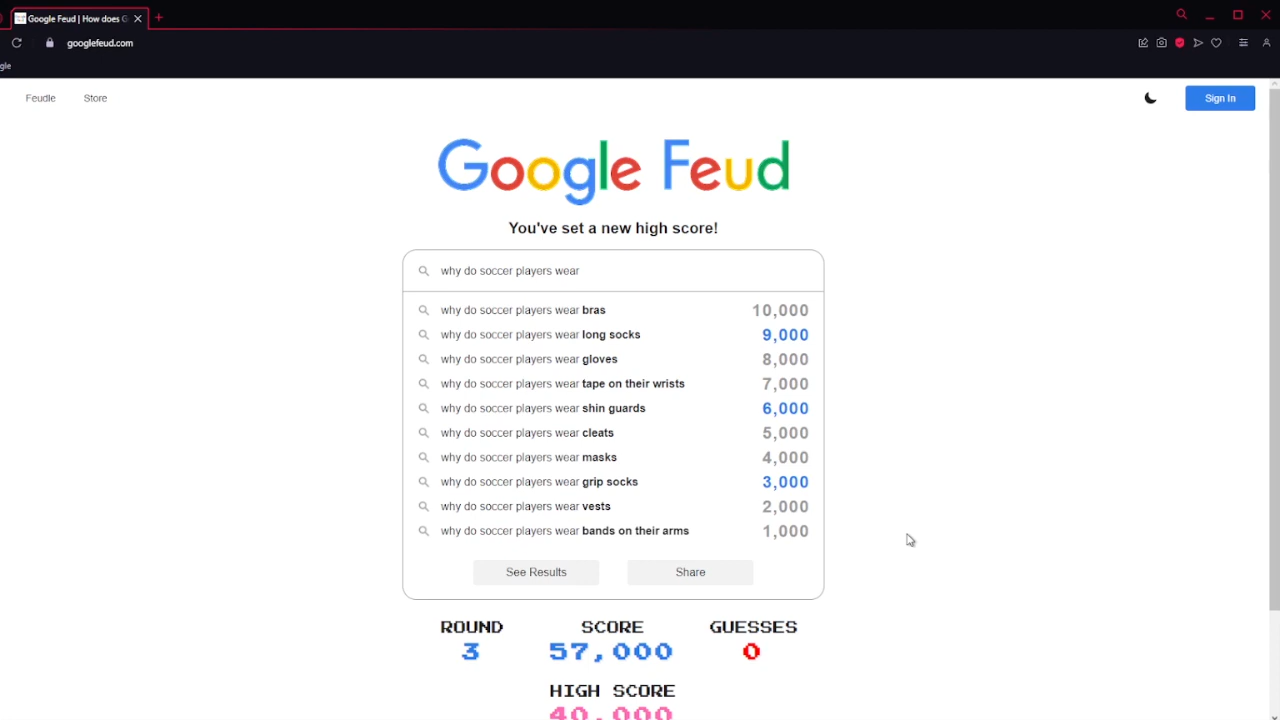 Google Feud | How does G
googlefeud.com
gle
Feudle Store Sign In
Google Feud
You've set a new high score!
why do soccer players wear
why do soccer players wear bras 10,000
why do soccer players wear long socks 9,000
why do soccer players wear gloves 8,000
why do soccer players wear tape on their wrists 7,000
why do soccer players wear shin guards 6,000
why do soccer players wear cleats 5,000
why do soccer players wear masks 4,000
why do soccer players wear grip socks 3,000
why do soccer players wear vests 2,000
why do soccer players wear bands on their arms 1,000
See Results Share
ROUND SCORE GUESSES
3 57,000 0
HIGH SCORE
40,000